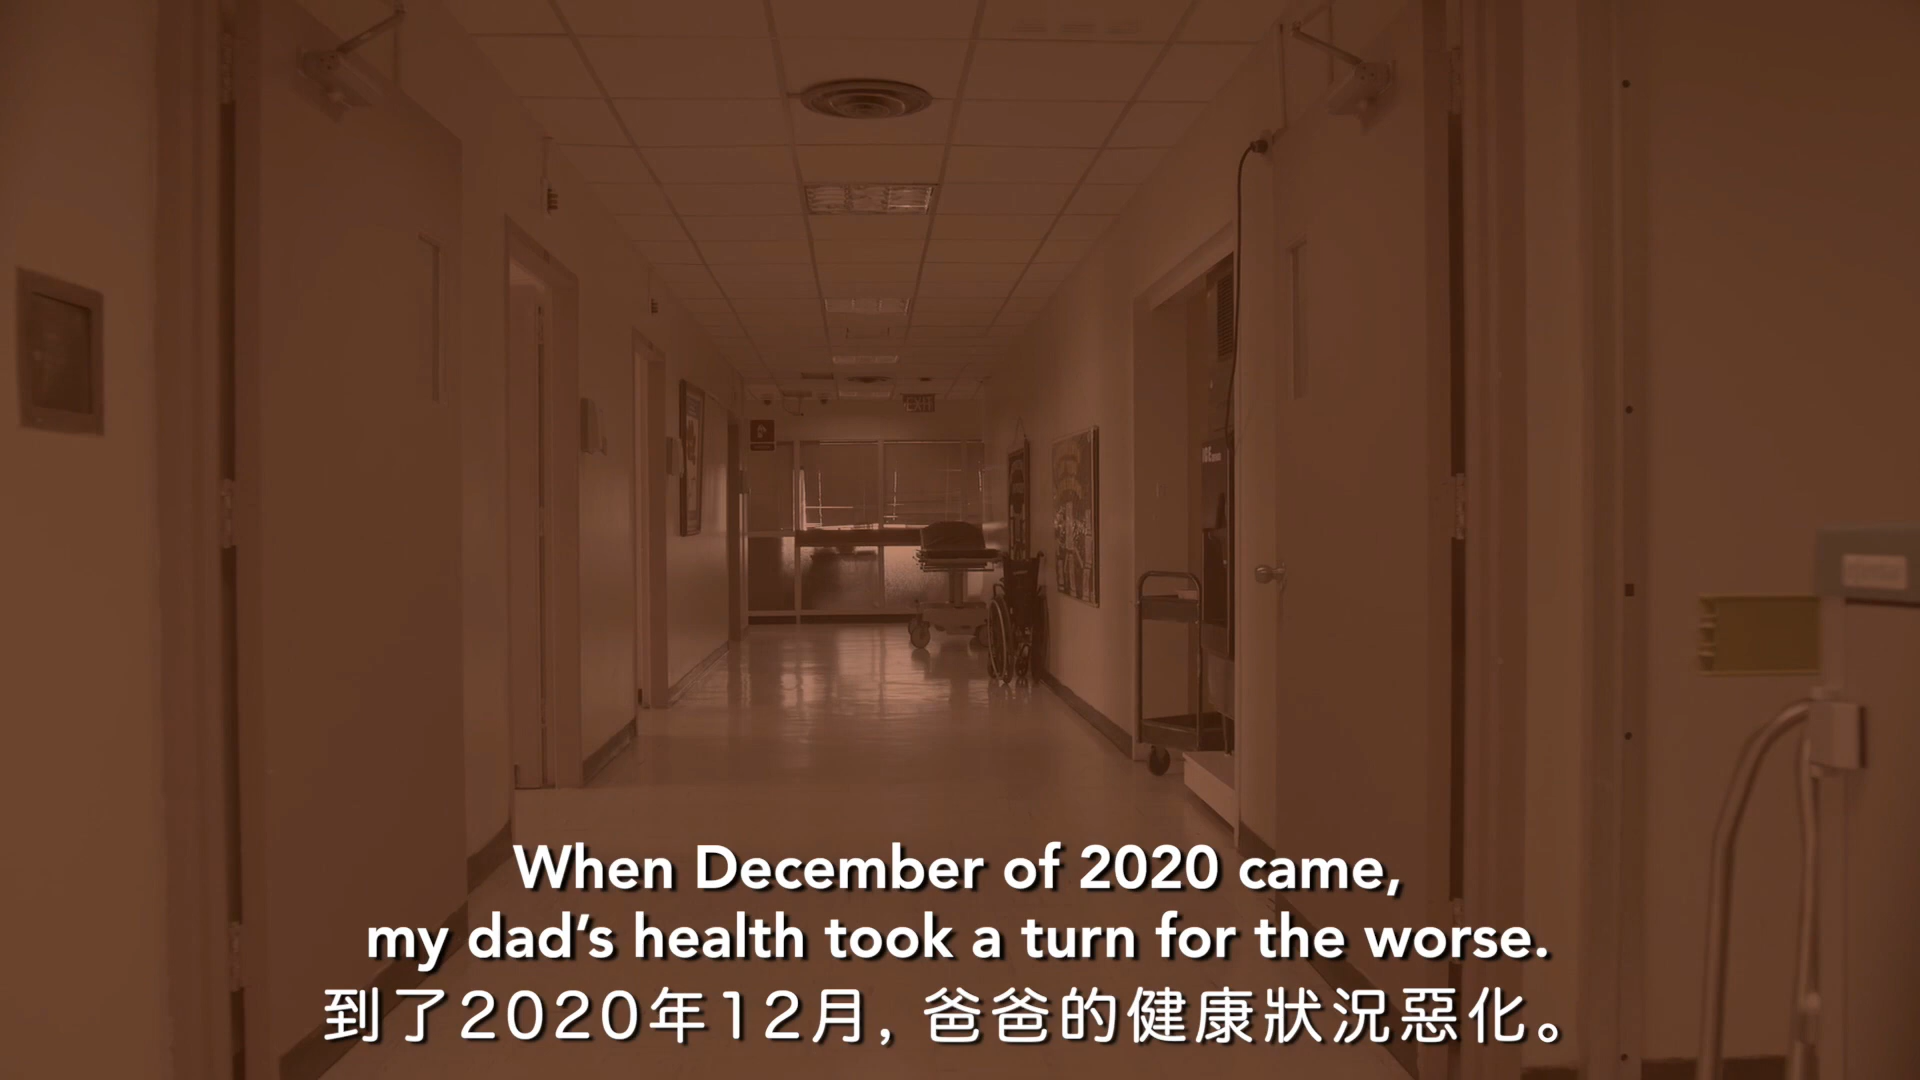 EXIT
When December of 2020 came,
my dad's health took a turn for the worse.
到了2020年12月, 爸爸的健康狀況惡化。